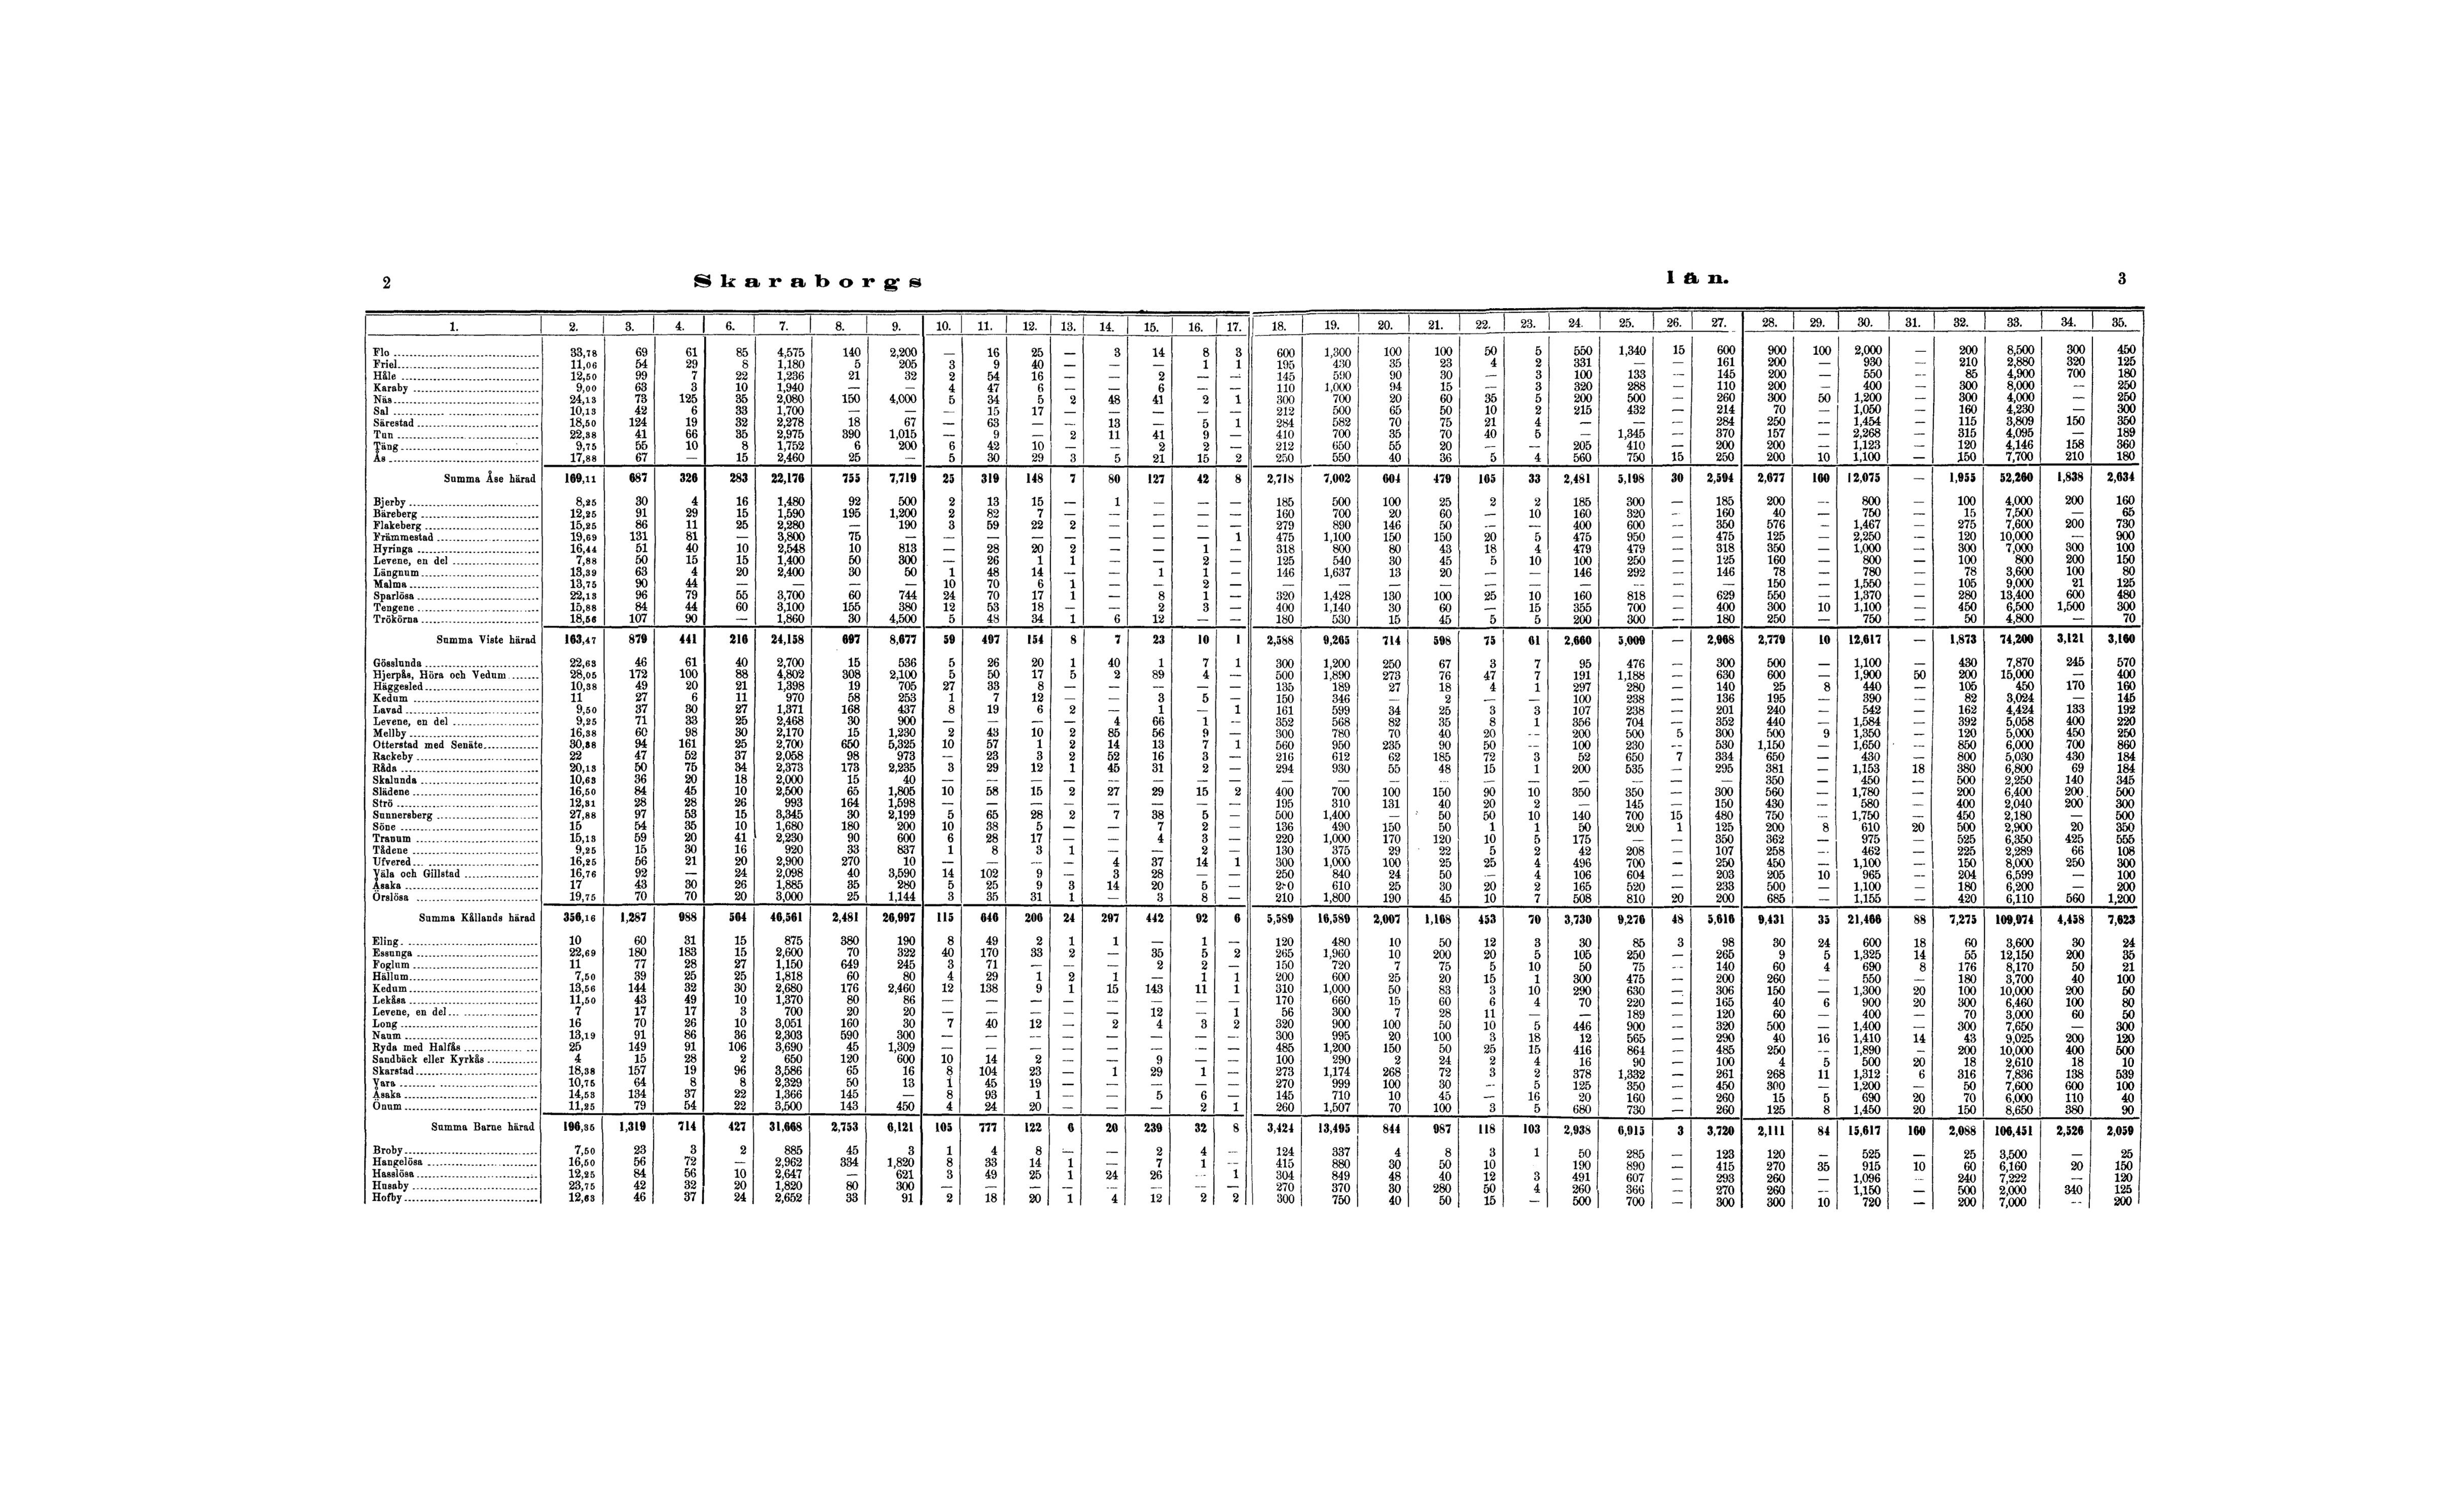 2 Skaraborgs län. 3
1. 2. 3. 4. 6. 7. 8. 9. 10. 11. 12. 13. 14. 15. 16. 17. 18. 19. 20. 21. 22. 23. 24. 25. 26. 27. 28. 29. 30. 31. 32. 33. 34. 35.
Flo 33,78 69 61 85 4,575 140 2,200 — 16 25 — 3 14 8 3 600 1,300 100 100 50 5 550 1,340 15 600 900 100 2,000 — 200 8,500 300 450
Friel 11,06 54 29 8 1,180 5 205 3 9 40 — — — 1 1 195 430 35 23 4 2 331 — — 161 200 — 930 — 210 2,880 320 125
Håle 12,50 99 7 22 1,236 21 32 2 54 16 — — 2 — — 145 590 90 30 — 3 100 133 — 145 200 — 550 — 85 4,900 700 180
Karaby 9,00 63 3 10 1,940 — — 4 47 6 — — 6 — — 110 1,000 94 15 — 3 320 288 — 110 200 — 400 — 300 8,000 — 250
Näs 24,13 73 125 35 2,080 150 4,000 5 34 5 2 48 41 2 1 300 700 20 60 35 5 200 500 — 260 300 50 1,200 — 300 4,000 — 250
Sal 10,13 42 6 33 1,700 — — — 15 17 — — — — — 212 500 65 50 10 2 215 432 — 214 70 — 1,050 — 160 4,230 — 300
Särestad 18,50 124 19 32 2,278 18 67 — 63 — — 13 — 5 1 284 582 70 75 21 4 — — — 284 250 — 1,454 — 115 3,809 150 350
Tun 22,38 41 66 35 2,975 390 1,015 — 9 — 2 11 41 9 — 410 700 35 70 40 5 — 1,345 — 370 157 — 2,268 — 315 4,095 — 189
Täng 9,75 55 10 8 1,752 6 200 6 42 10 — — 2 2 — 212 650 55 20 — — 205 410 — 200 200 — 1,123 — 120 4,146 158 360
Ås 17,88 67 — 15 2,460 25 — 5 30 29 3 5 21 15 2 250 550 40 36 5 4 560 750 15 250 200 10 1,100 — 150 7,700 210 180
Summa Åse härad 169,11 687 326 283 22,176 755 7,719 25 319 148 7 80 127 42 8 2,718 7,002 604 479 165 33 2,481 5,198 30 2,594 2,677 160 12,075 — 1,955 52,260 1,838 2,634
Bjerby 8,25 30 4 16 1,480 92 500 2 13 15 — 1 — — — 185 500 100 25 2 2 185 300 — 185 200 — 800 — 100 4,000 200 160
Bäreberg 12,25 91 29 15 1,590 195 1,200 2 82 7 — — — — — 160 700 20 60 — 10 160 320 — 160 40 — 750 — 15 7,500 — 65
Flakeberg 15,25 86 11 25 2,280 — 190 3 59 22 2 — — — — 279 890 146 50 — — 400 600 — 350 576 — 1,467 — 275 7,600 200 730
Främmestad 19,69 131 81 — 3,800 75 — — — — — — — — 1 475 1,100 150 150 20 5 475 950 — 475 125 — 2,250 — 120 10,000 — 900
Hyringa 16,44 51 40 10 2,548 10 813 — 28 20 2 — — 1 — 318 800 80 43 18 4 479 479 — 318 350 — 1,000 — 300 7,000 300 100
Levene, en del 7,88 50 15 15 1,400 50 300 — 26 1 1 — — 2 — 125 540 30 45 5 10 100 250 — 125 160 — 800 — 100 800 200 150
Längnum 13,39 63 4 20 2,400 30 50 1 48 14 — — 1 1 — 146 1,637 13 20 — — 146 292 — 146 78 — 780 — 78 3,600 100 80
Malma 13,75 90 44 — — — — 10 70 6 1 — — 2 — — — — — — — — — — — 150 — 1,550 — 105 9,000 21 125
Sparlösa 22,13 96 79 55 3,700 60 744 24 70 17 1 — 8 1 — 320 1,428 130 100 25 10 160 818 — 629 550 — 1,370 — 280 13,400 600 480
Tengene 15,88 84 44 60 3,100 155 380 12 53 18 — — 2 3 — 400 1,140 30 60 — 15 355 700 — 400 300 10 1,100 — 450 6,500 1,500 300
Trökörna 18,56 107 90 — 1,860 30 4,500 5 48 34 1 6 12 — — 180 530 15 45 5 5 200 300 — 180 250 — 750 — 50 4,800 — 70
Summa Viste härad 163,47 879 441 216 24,158 697 8,677 59 497 154 8 7 23 10 1 2,588 9,265 714 598 75 61 2,660 5,009 — 2,968 2,779 10 12,617 — 1,873 74,200 3,121 3,160
Gösslunda 22,63 46 61 40 2,700 15 536 5 26 20 1 40 1 7 1 300 1,200 250 67 3 7 95 476 — 300 500 — 1,100 — 430 7,870 245 570
Hjerpås, Höra och Vedum 28,05 172 100 88 4,802 308 2,100 5 50 17 5 2 89 4 — 500 1,890 273 76 47 7 191 1,188 — 630 600 — 1,900 50 200 15,000 — 400
Häggesled 10,38 49 20 21 1,398 19 705 27 33 8 — — — — — 135 189 27 18 4 1 297 280 — 140 25 8 440 — 105 450 170 160
Kedum 11 27 6 11 970 58 253 1 7 12 — — 3 5 — 150 346 — 2 — — 100 238 — 136 195 — 390 — 82 3,024 — 145
Lavad 9,50 37 30 27 1,371 168 437 8 19 6 2 — 1 — 1 161 599 34 25 3 3 107 238 — 201 240 — 542 — 162 4,424 133 192
Levene, en del 9,25 71 33 25 2,468 30 900 — — — — 4 66 1 — 352 568 82 35 8 1 356 704 — 352 440 — 1,584 — 392 5,058 400 220
Mellby 16,38 60 98 30 2,170 15 1,230 2 43 10 2 85 56 9 — 300 780 70 40 20 — 200 500 5 300 500 9 1,350 — 120 5,000 450 250
Otterstad med Senäte 30,88 94 161 25 2,700 650 5,325 10 57 1 2 14 13 7 1 560 950 235 90 50 — 100 230 — 530 1,150 — 1,650 — 850 6,000 700 860
Rackeby 22 47 52 37 2,058 98 973 — 23 3 2 52 16 3 — 216 612 62 185 72 3 52 650 7 334 650 — 430 — 800 5,030 430 184
Råda 20,13 50 75 34 2,373 173 2,235 3 29 12 1 45 31 2 — 294 930 55 48 15 1 200 535 — 295 381 — 1,153 18 380 6,800 69 184
Skalunda 10,63 36 20 18 2,000 15 40 — — — — — — — — — — — — — — — — — — 350 — 450 — 500 2,250 140 345
Slädene 16,50 84 45 10 2,500 65 1,805 10 58 15 2 27 29 15 2 400 700 100 150 90 10 350 350 — 300 560 — 1,780 — 200 6,400 200 500
Strö 12,81 28 28 26 993 164 1,598 — — — — — — — — 195 310 131 40 20 2 — 145 — 150 430 — 580 — 400 2,040 200 300
Sunnersberg 27,88 97 53 15 3,345 30 2,199 5 65 28 2 7 38 5 — 500 1,400 — 50 50 10 140 700 15 480 750 — 1,750 — 450 2,180 — 500
Söne 15 54 35 10 1,680 180 200 10 38 5 — — 7 2 — 136 490 150 50 1 1 50 200 1 125 200 8 610 20 500 2,900 20 350
Tranum 15,13 59 20 41 2,230 90 600 6 28 17 — — 4 3 — 220 1,000 170 120 10 5 175 — — 350 362 — 975 — 525 6,350 425 555
Tådene 9,25 15 30 16 920 33 837 1 8 3 1 — — 2 — 130 375 29 22 5 2 42 208 — 107 258 — 462 — 225 2,289 66 108
Ufvered 16,25 56 21 20 2,900 270 10 — — — — 4 37 14 1 300 1,000 100 25 25 4 496 700 — 250 450 — 1,100 — 150 8,000 250 300
Väla och Gillstad 16,76 92 — 24 2,098 40 3,590 14 102 9 — 3 28 — — 250 840 24 50 — 4 106 604 — 203 205 10 965 — 204 6,599 — 100
Åsaka 17 43 30 26 1,885 35 280 5 25 9 3 14 20 5 — 610 25 30 20 2 165 520 — 233 500 — 1,100 — 180 6,200 — 200
Örslösa 19,75 70 70 20 3,000 25 1,144 3 35 31 1 — 3 8 — 210 1,800 190 45 10 7 508 810 20 200 685 — 1,155 — 420 6,110 560 1,200
Summa Kållands härad 356,16 1,287 988 564 46,561 2,481 26,997 115 646 206 24 297 442 92 6 5,589 16,589 2,007 1,168 453 70 3,730 9,276 48 5,616 9,431 35 21,466 88 7,275 109,974 4,458 7,623
Eling 10 60 31 15 875 380 190 8 49 2 1 1 — 1 — 120 480 10 50 12 3 30 85 3 98 30 24 600 18 60 3,600 30 24
Essunga 22,69 180 183 15 2,600 70 322 40 170 33 2 — 35 5 2 265 1,960 10 200 20 5 105 250 — 265 9 5 1,325 14 55 12,150 200 35
Foglum 11 77 28 27 1,150 649 245 3 71 — — — 2 2 — 150 720 7 75 5 10 50 75 — 140 60 4 690 8 176 8,170 50 21
Hällum 7,50 39 25 25 1,818 60 80 4 29 1 2 1 — 1 1 200 600 25 20 15 1 300 475 — 200 260 — 550 — 180 3,700 40 100
Kedum 13,56 144 32 30 2,680 176 2,460 12 138 9 1 15 143 11 1 310 1,000 50 83 3 10 290 630 — 306 150 — 1,300 20 100 10,000 200 50
Lekåsa 11,50 43 49 10 1,370 80 86 — — — — — — — — 170 660 15 60 6 4 70 220 — 165 40 6 900 20 300 6,460 100 80
Levene, en del 7 17 17 3 700 20 20 — — — — — 12 — 1 56 300 7 28 11 — — 189 — 120 60 — 400 — 70 3,000 60 50
Long 16 70 26 10 3,051 160 30 7 40 12 — 2 4 3 2 320 900 100 50 10 5 446 900 — 320 500 — 1,400 — 300 7,650 — 300
Naum 13,19 91 86 36 2,303 590 300 — — — — — — — — 300 995 20 100 3 18 12 565 — 290 40 16 1,410 14 43 9,025 200 120
Ryda med Halfås 25 149 91 106 3,690 45 1,309 — — — — — — — — 485 1,200 150 50 25 15 416 864 — 485 250 — 1,890 — 200 10,000 400 500
Sandbäck eller Kyrkås 4 15 28 2 650 120 600 10 14 2 — — 9 — — 100 290 2 24 2 4 16 90 — 100 4 5 500 20 18 2,610 18 10
Skarstad 18,38 157 19 96 3,586 65 16 8 104 23 — 1 29 1 — 273 1,174 268 72 3 2 378 1,332 — 261 268 11 1,312 6 316 7,836 138 539
Vara 10,75 64 8 8 2,329 50 13 1 45 19 — — — — — 270 999 100 30 — 5 125 350 — 450 300 — 1,200 — 50 7,600 600 100
Åsaka 14,53 134 37 22 1,366 145 — 8 93 1 — — 5 6 — 145 710 10 45 — 16 20 160 — 260 15 5 690 20 70 6,000 110 40
Önum 11,25 79 54 22 3,500 143 450 4 24 20 — — — 2 1 260 1,507 70 100 3 5 680 730 — 260 125 8 1,450 20 150 8,650 380 90
Summa Barne härad 196,35 1,319 714 427 31,668 2,753 6,121 105 777 122 6 20 239 32 8 3,424 13,495 844 987 118 103 2,938 6,915 3 3,720 2,111 84 15,617 160 2,088 106,451 2,526 2,059
Broby 7,50 23 3 2 885 45 3 1 4 8 — — 2 4 — 124 337 4 8 3 1 50 285 — 123 120 — 525 — 25 3,500 — 25
Hangelösa 16,50 56 72 — 2,962 334 1,820 8 33 14 1 — 7 1 — 415 880 30 50 10 190 890 — 415 270 35 915 10 60 6,160 20 150
Hasslösa 12,25 84 56 10 2,647 — 621 3 49 25 1 24 26 — 1 304 849 48 40 12 3 491 607 — 293 260 — 1,096 — 240 7,222 — 120
Husaby 23,75 42 32 20 1,820 80 300 — — — — — — — — 270 370 30 280 50 4 260 366 — 270 260 — 1,150 — 500 2,000 340 125
Hofby 12,63 46 37 24 2,652 33 91 2 18 20 1 4 12 2 2 300 750 40 50 15 — 500 700 — 300 300 10 720 — 200 7,000 — 200